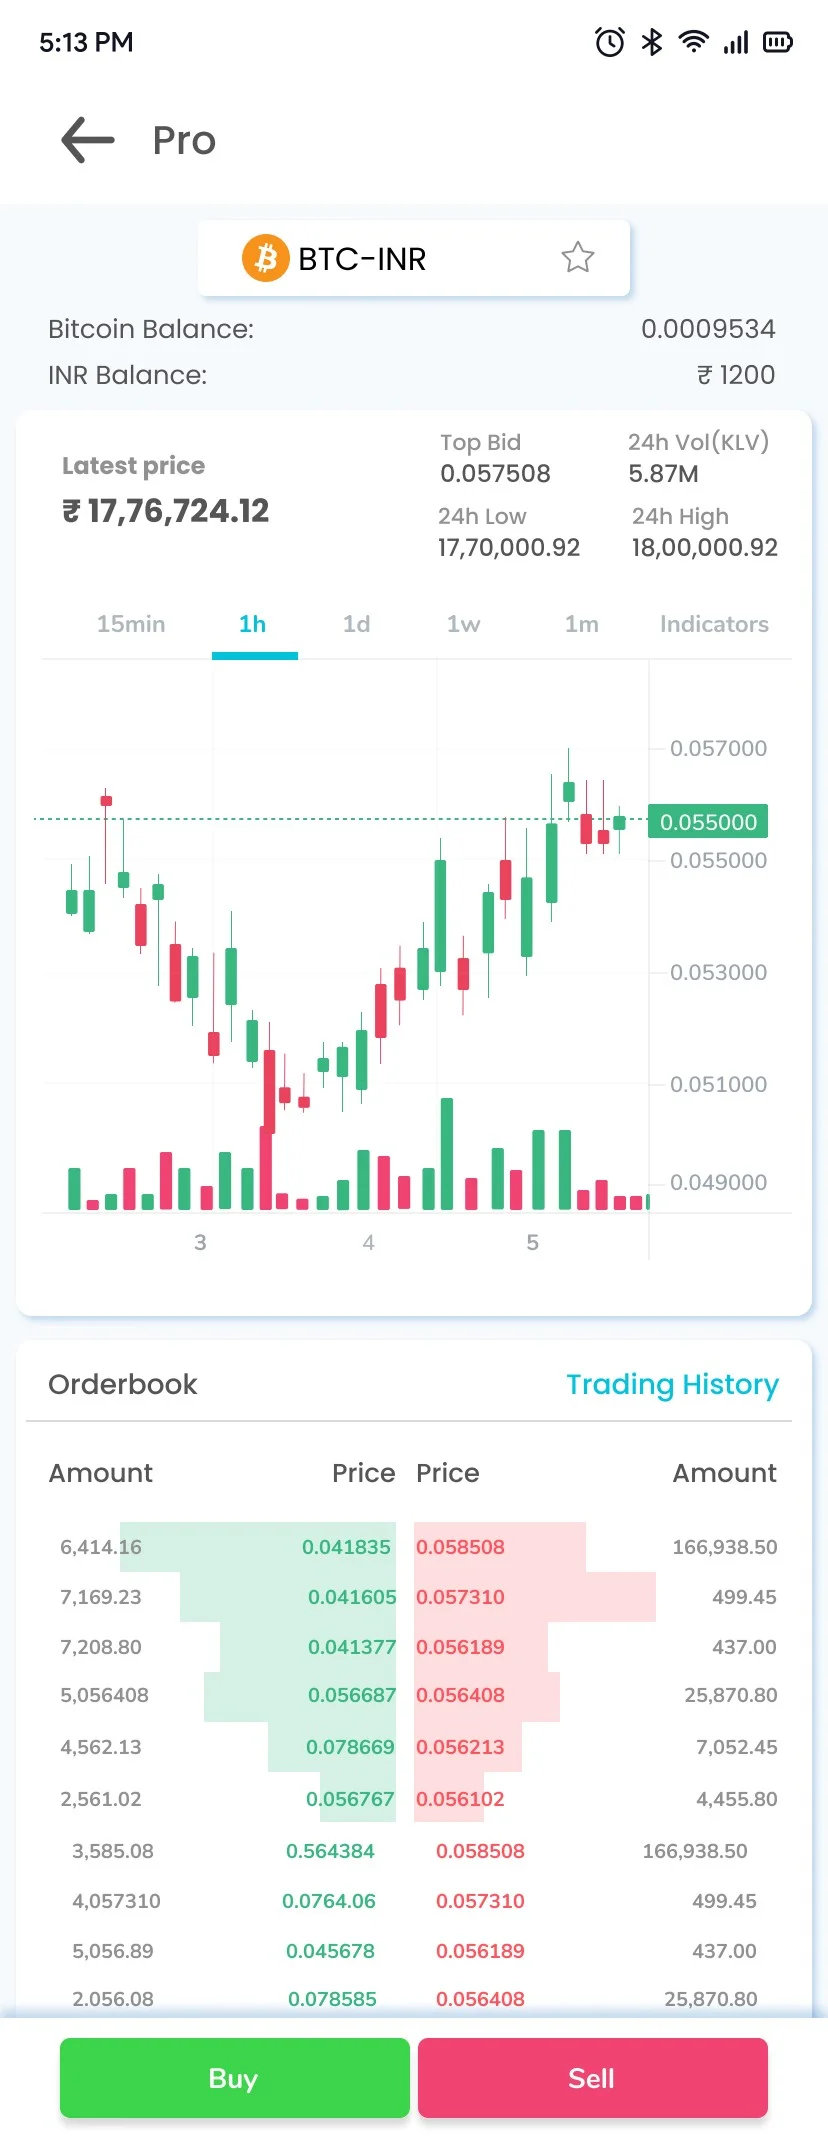 5:13 PM
Pro
BTC-INR
Bitcoin Balance: 0.0009534
INR Balance: ₹ 1200
Latest price
₹ 17,76,724.12
Top Bid 24h Vol(KLV)
0.057508 5.87M
24h Low 24h High
17,70,000.92 18,00,000.92
15min 1h 1d 1w 1m Indicators
0.057000
0.055000
0.055000
0.053000
0.051000
0.049000
3 4 5
Orderbook Trading History
Amount Price Price Amount
6,414.16 0.041835 0.058508 166,938.50
7,169.23 0.041605 0.057310 499.45
7,208.80 0.041377 0.056189 437.00
5,056408 0.056687 0.056408 25,870.80
4,562.13 0.078669 0.056213 7,052.45
2,561.02 0.056767 0.056102 4,455.80
3,585.08 0.564384 0.058508 166,938.50
4,057310 0.0764.06 0.057310 499.45
5,056.89 0.045678 0.056189 437.00
2.056.08 0.078585 0.056408 25,870.80
Buy Sell